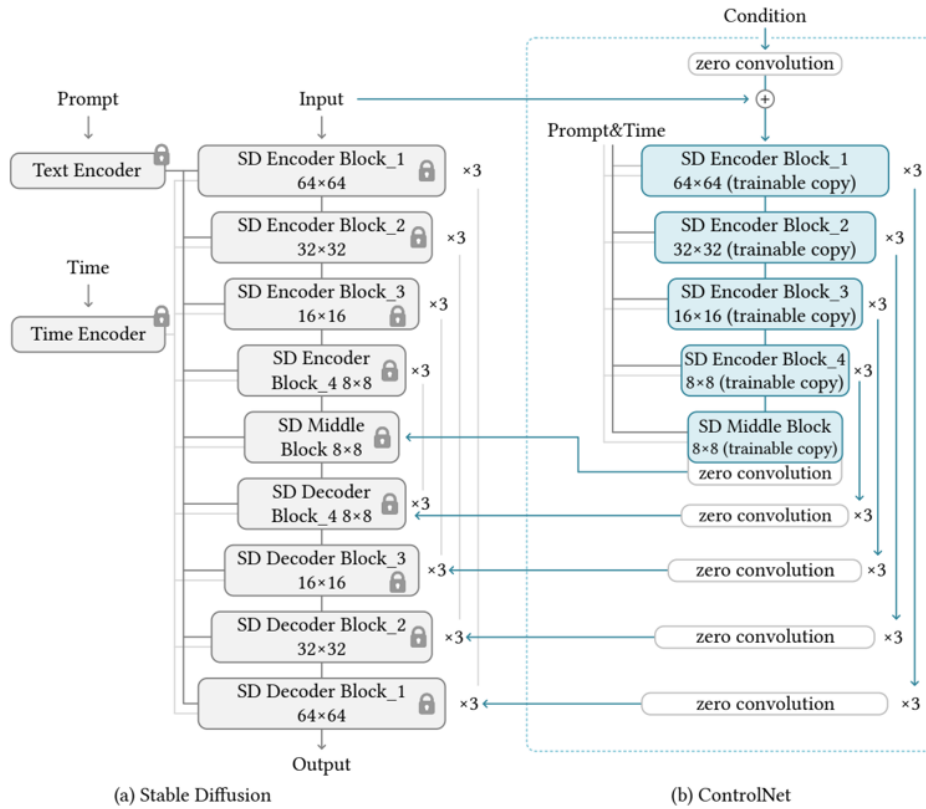 Condition
zero convolution
Prompt
Input
+
Prompt&Time
Text Encoder
SD Encoder Block_1
64×64
×3
SD Encoder Block_1
64×64 (trainable copy)
×3
SD Encoder Block_2
32×32
×3
SD Encoder Block_2
32×32 (trainable copy)
×3
Time
SD Encoder Block_3
16×16
×3
SD Encoder Block_3
16×16 (trainable copy)
×3
Time Encoder
SD Encoder
Block_4 8×8
×3
SD Encoder Block_4
8×8 (trainable copy)
×3
SD Middle
Block 8×8
SD Middle Block
8×8 (trainable copy)
zero convolution
SD Decoder
Block_4 8×8
×3
zero convolution
×3
SD Decoder Block_3
16×16
×3
zero convolution
×3
SD Decoder Block_2
32×32
×3
zero convolution
×3
SD Decoder Block_1
64×64
×3
zero convolution
×3
Output
(a) Stable Diffusion
(b) ControlNet